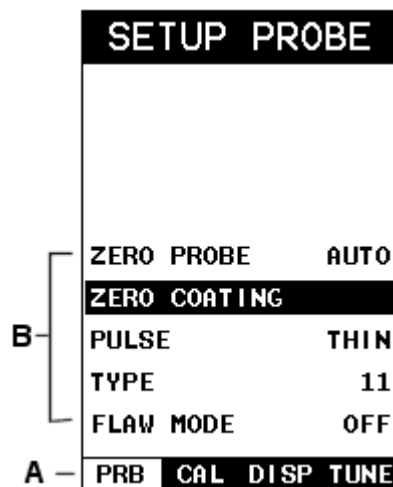 SETUP PROBE
ZERO PROBE AUTO
ZERO COATING
B
PULSE THIN
TYPE 11
FLAW MODE OFF
A PRB CAL DISP TUNE